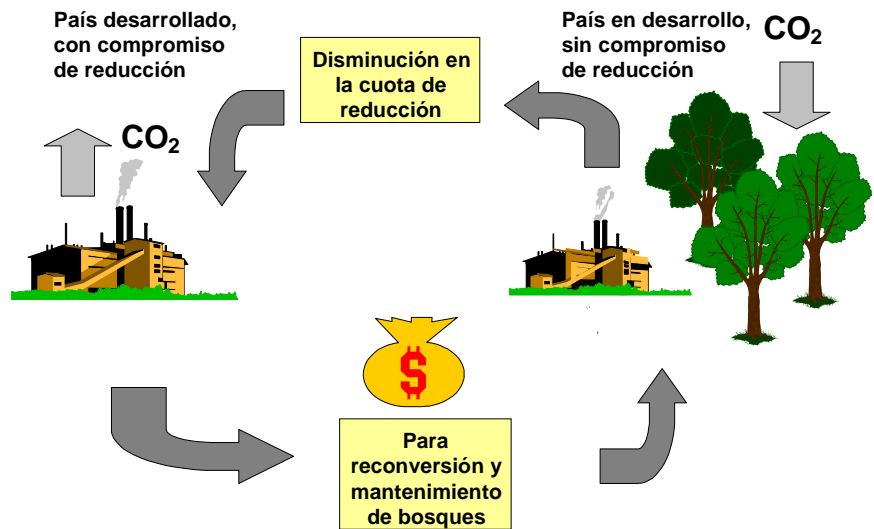 País desarrollado,
con compromiso
de reducción
CO2
Disminución en
la cuota de
reducción
País en desarrollo,
sin compromiso
de reducción
CO2
$
Para
reconversión y
mantenimiento
de bosques